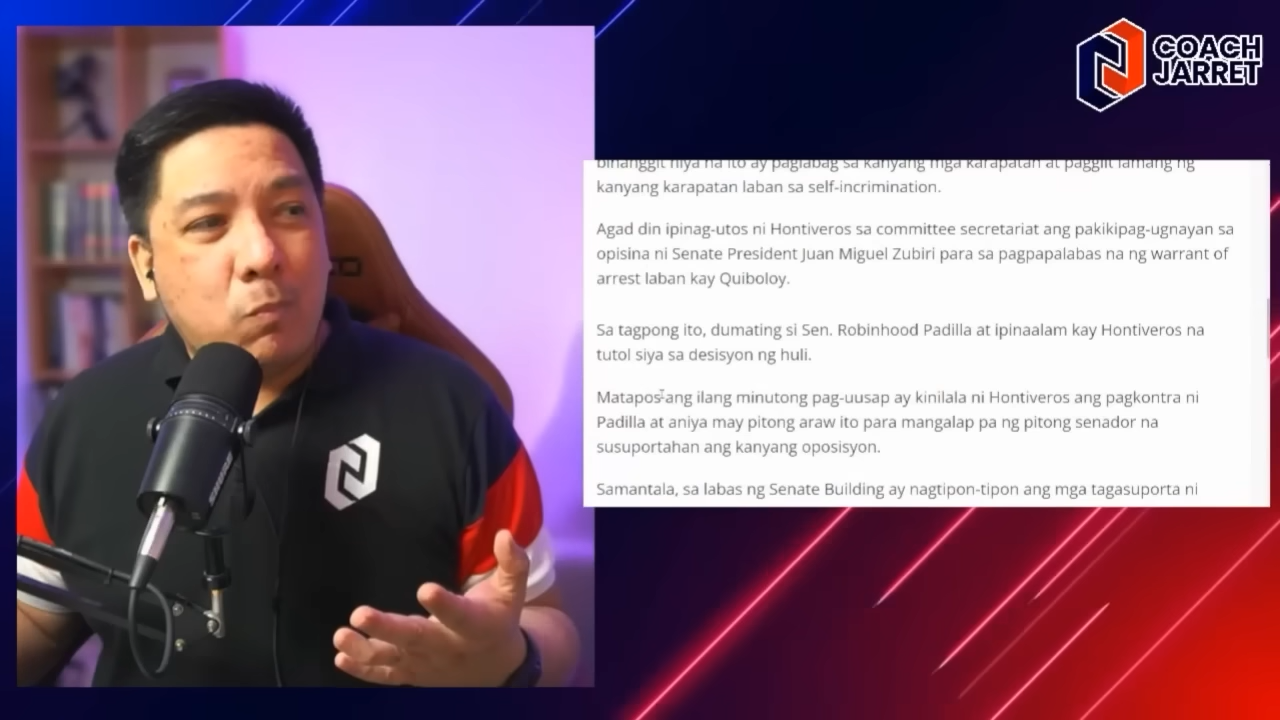 COACH
JARRET
binanggit niya na ito ay paglabag sa kanyang mga karapatan at paggiit lamang ng
kanyang karapatan laban sa self-incrimination.
Agad din ipinag-utos ni Hontiveros sa committee secretariat ang pakikipag-ugnayan sa
opisina ni Senate President Juan Miguel Zubiri para sa pagpapalabas na ng warrant of
arrest laban kay Quiboloy.
Sa tagpong ito, dumating si Sen. Robinhood Padilla at ipinaalam kay Hontiveros na
tutol siya sa desisyon ng huli.
Matapos ang ilang minutong pag-uusap ay kinilala ni Hontiveros ang pagkontra ni
Padilla at aniya may pitong araw ito para mangalap pa ng pitong senador na
susuportahan ang kanyang oposisyon.
Samantala, sa labas ng Senate Building ay nagtipon-tipon ang mga tagasuporta ni
SHURE